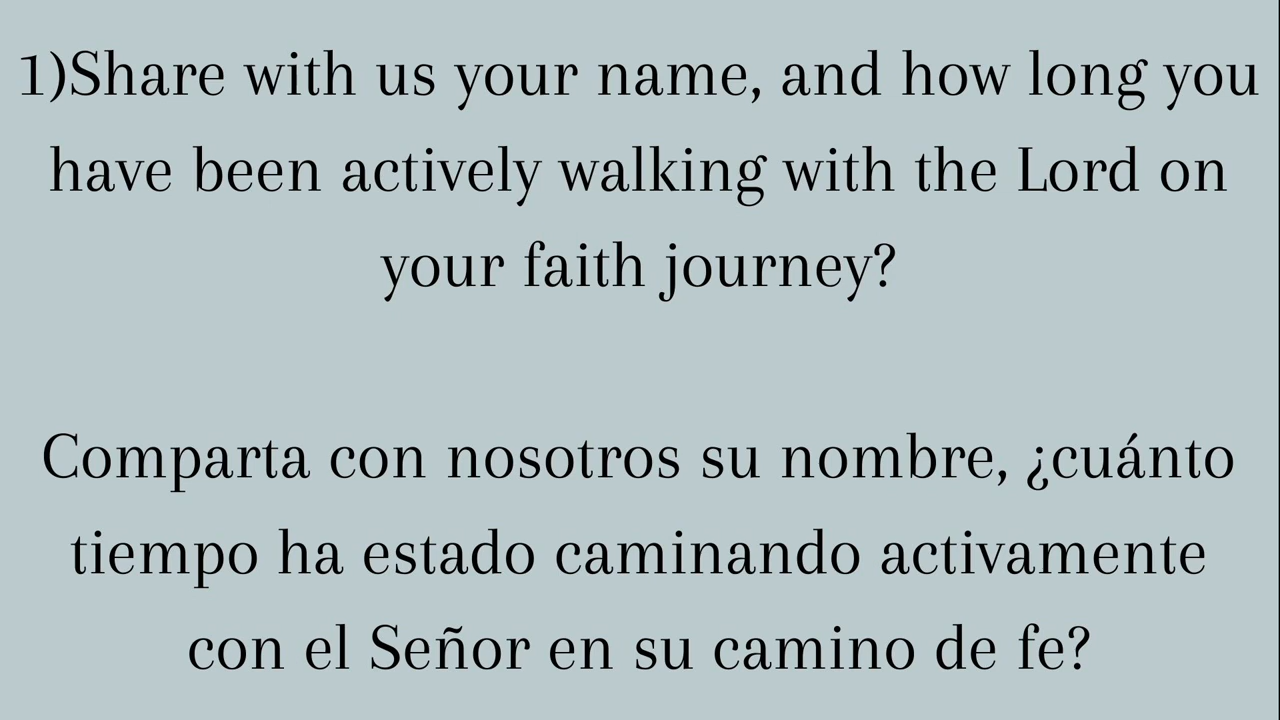 1)Share with us your name, and how long you
have been actively walking with the Lord on
your faith journey?
Comparta con nosotros su nombre, ¿cuánto
tiempo ha estado caminando activamente
con el Señor en su camino de fe?